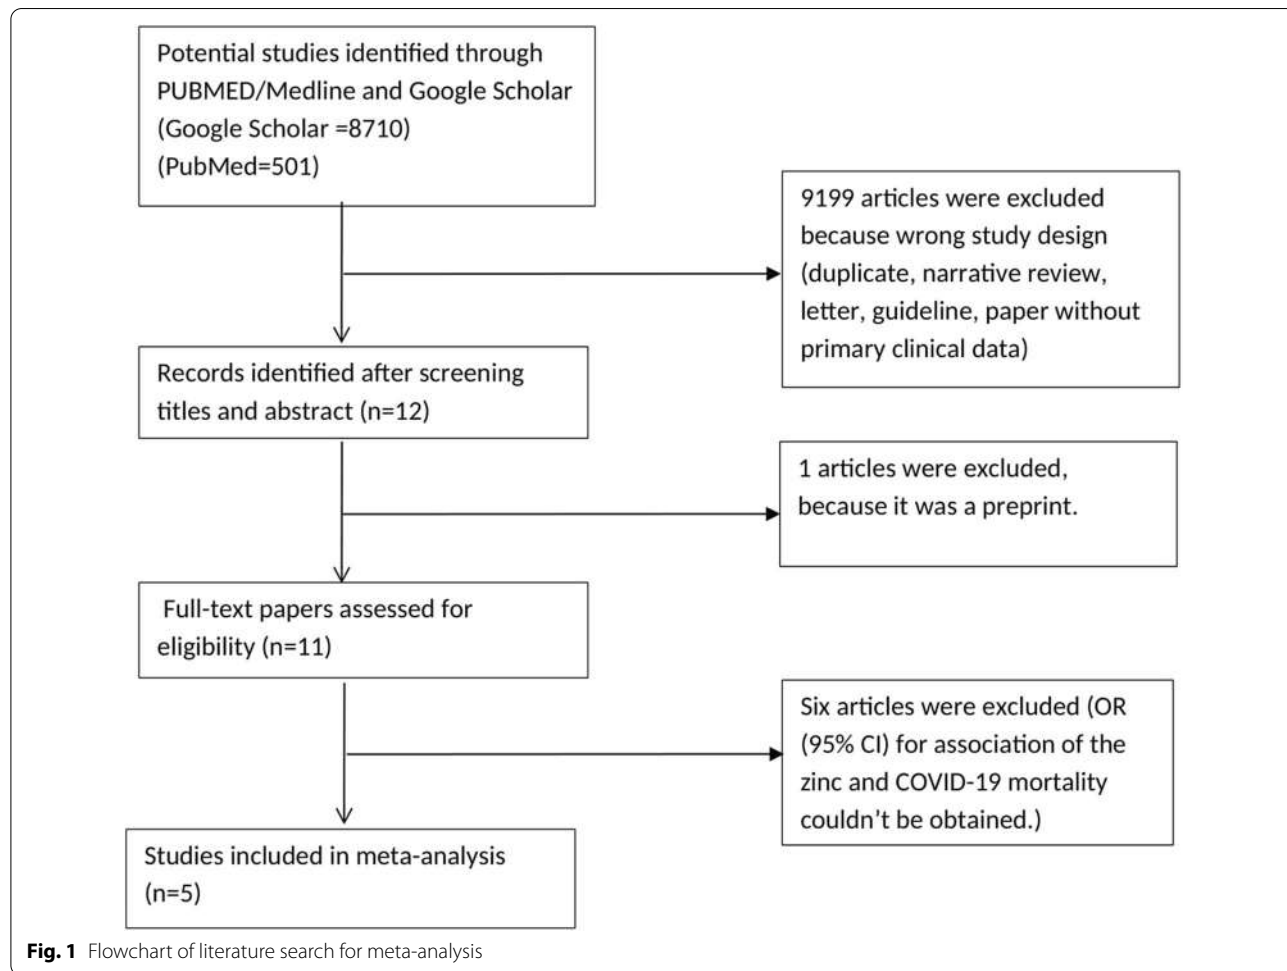 Potential studies identified through
PUBMED/Medline and Google Scholar
(Google Scholar =8710)
(PubMed=501)
9199 articles were excluded
because wrong study design
(duplicate, narrative review,
letter, guideline, paper without
primary clinical data)
Records identified after screening
titles and abstract (n=12)
1 articles were excluded,
because it was a preprint.
Full-text papers assessed for
eligibility (n=11)
Six articles were excluded (OR
(95% CI) for association of the
zinc and COVID-19 mortality
couldn't be obtained.)
Studies included in meta-analysis
(n=5)
Fig. 1 Flowchart of literature search for meta-analysis